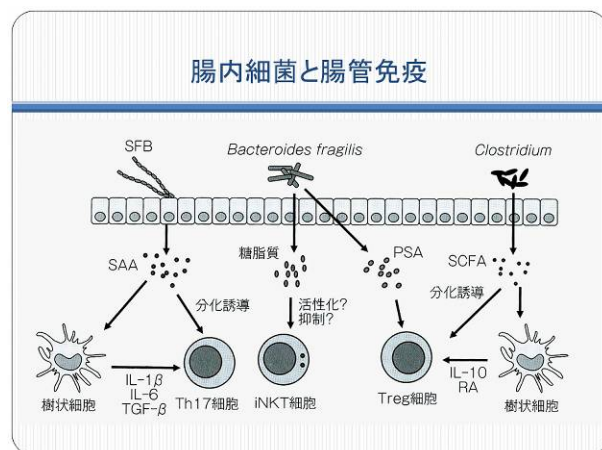 腸内細菌と腸管免疫
SFB
Bacteroides fragilis
Clostridium
SAA
糖脂質
PSA
SCFA
分化誘導
活性化?
抑制?
分化誘導
IL-1β
IL-6
TGF-β
IL-10
RA
樹状細胞
Th17細胞
iNKT細胞
Treg細胞
樹状細胞